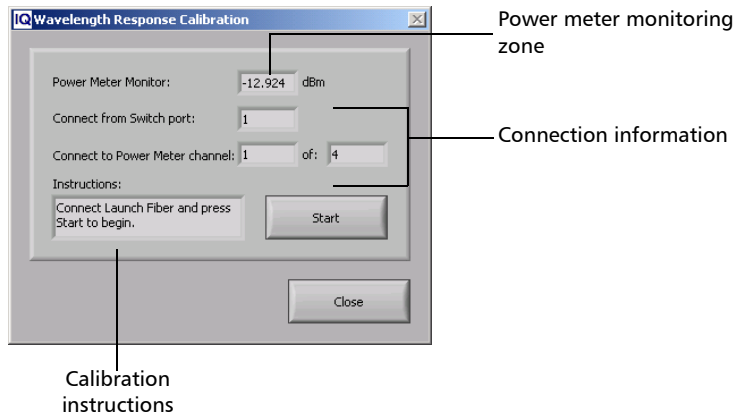 IQ Wavelength Response Calibration
Power meter monitoring
zone
Power Meter Monitor: -12.924 dBm
Connect from Switch port: 1
Connection information
Connect to Power Meter channel: 1 of: 4
Instructions:
Connect Launch Fiber and press
Start to begin.
Start
Close
Calibration
instructions